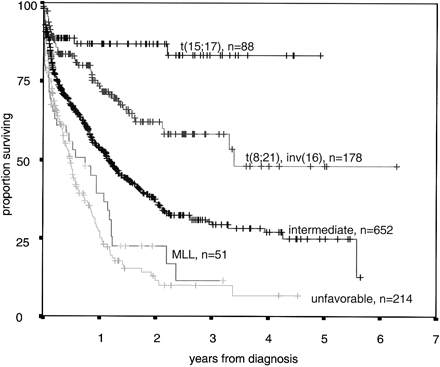 100
t(15;17), n=88
75
proportion surviving
50
t(8;21), inv(16), n=178
25
intermediate, n=652
MLL, n=51
unfavorable, n=214
0
1 2 3 4 5 6 7
years from diagnosis